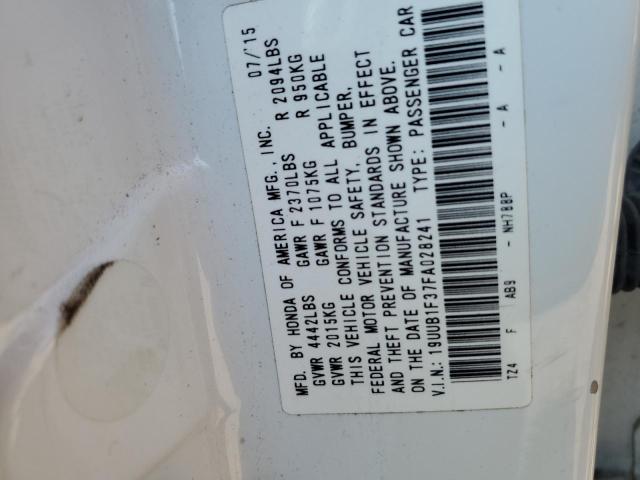 MFD. BY HONDA OF AMERICA MFG., INC. 07/'15
GVWR 4442LBS GAWR F 2370LBS R 2094LBS
GVWR 2015KG GAWR F 1075KG R 950KG
THIS VEHICLE CONFORMS TO ALL APPLICABLE
FEDERAL MOTOR VEHICLE SAFETY, BUMPER,
AND THEFT PREVENTION STANDARDS IN EFFECT
ON THE DATE OF MANUFACTURE SHOWN ABOVE.
V.I.N.: 19UUB1F37FA028241 TYPE: PASSENGER CAR
TZ4 F AB9 - NH788P - A - A